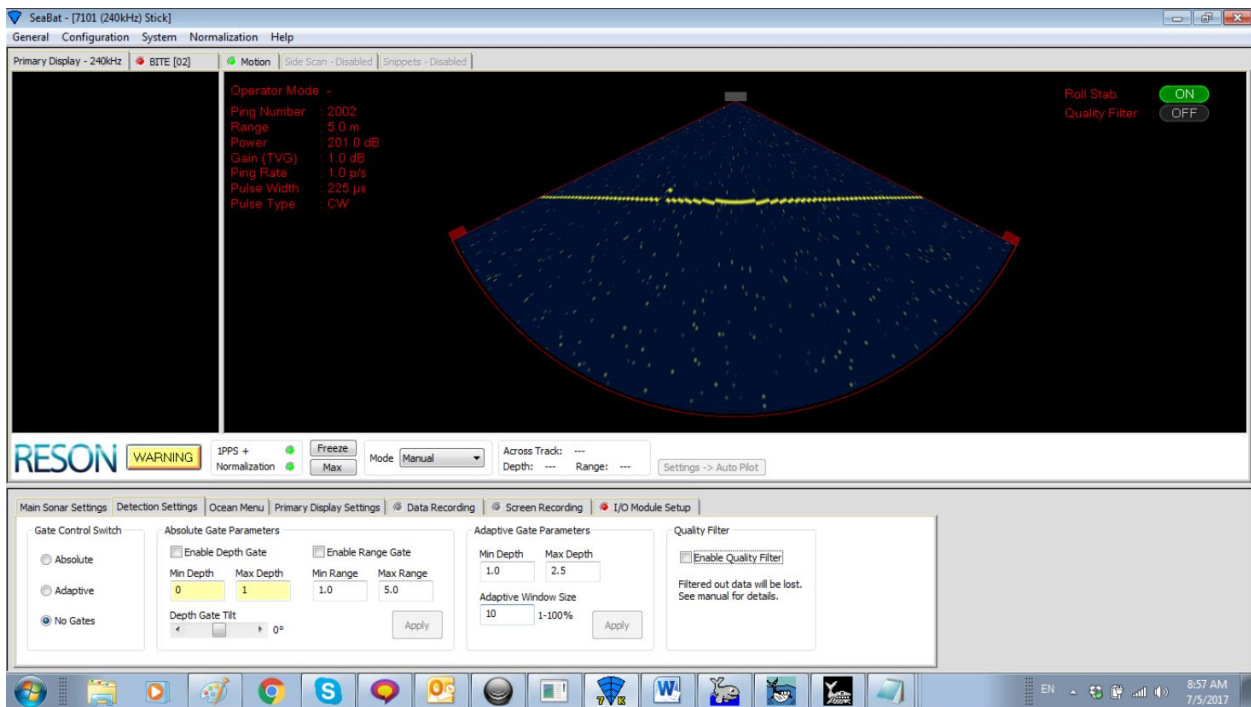 SeaBat - [7101 (240kHz) Stick]
General Configuration System Normalization Help
Primary Display - 240kHz BITE [02] Motion Side Scan - Disabled Snippets - Disabled
Operator Mode -
Ping Number : 2002
Range : 5.0 m
Power : 201.0 dB
Gain (TVG) : 1.0 dB
Ping Rate : 1.0 p/s
Pulse Width : 225 µs
Pulse Type : CW
Roll Stab : ON
Quality Filter : OFF
RESON WARNING
1PPS +
Normalization
Freeze
Max
Mode Manual
Across Track: ---
Depth: --- Range: ---
Settings -> Auto Pilot
Main Sonar Settings Detection Settings Ocean Menu Primary Display Settings Data Recording Screen Recording I/O Module Setup
Gate Control Switch
Absolute
Adaptive
No Gates
Absolute Gate Parameters
Enable Depth Gate Enable Range Gate
Min Depth Max Depth Min Range Max Range
0 1 1.0 5.0
Depth Gate Tilt
0°
Apply
Adaptive Gate Parameters
Min Depth Max Depth
1.0 2.5
Adaptive Window Size
10 1-100%
Apply
Quality Filter
Enable Quality Filter
Filtered out data will be lost.
See manual for details.
7 K
EN
8:57 AM
7/5/2017